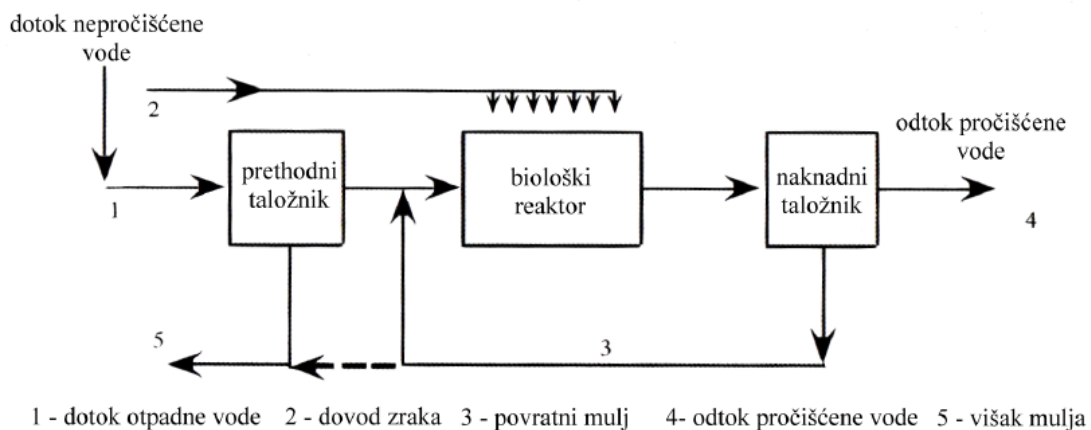 dotok nepročišćene
vode
2
prethodni
taložnik
biološki
reaktor
naknadni
taložnik
odtok pročišćene
vode
1
4
5
3
1 - dotok otpadne vode 2 - dovod zraka 3 - povratni mulj 4- odtok pročišćene vode 5 - višak mulja